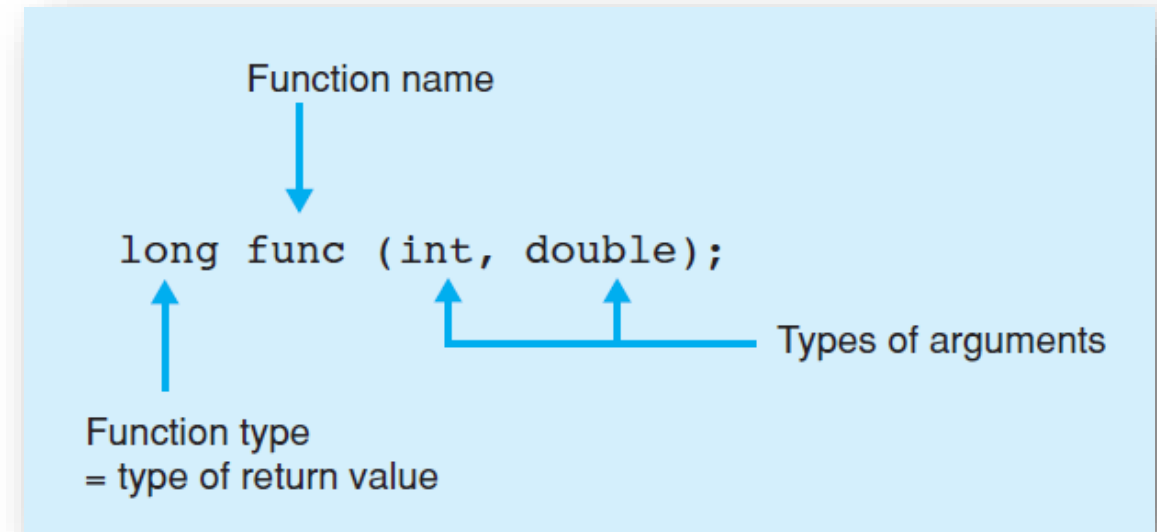 Function name
long func (int, double);
Types of arguments
Function type
= type of return value